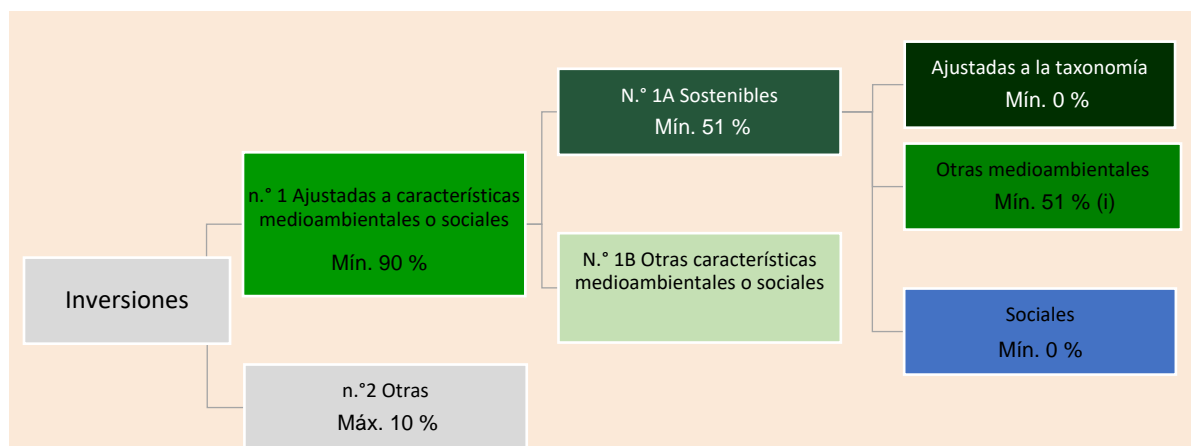 Inversiones
n.° 1 Ajustadas a características
medioambientales o sociales
Mín. 90 %
n.°2 Otras
Máx. 10 %
N.° 1A Sostenibles
Mín. 51 %
N.° 1B Otras características
medioambientales o sociales
Ajustadas a la taxonomía
Mín. 0 %
Otras medioambientales
Mín. 51 % (i)
Sociales
Mín. 0 %